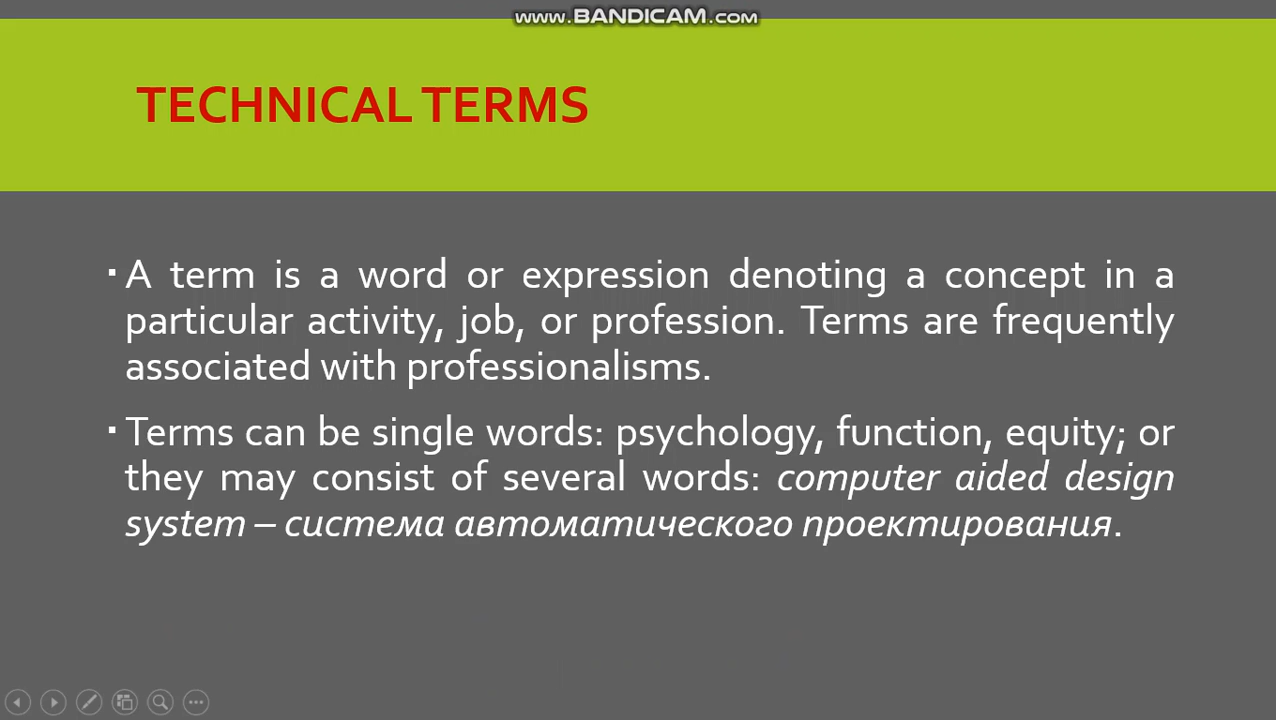 www.BANDICAM.com
TECHNICAL TERMS
▪ A term is a word or expression denoting a concept in a
particular activity, job, or profession. Terms are frequently
associated with professionalisms.
▪ Terms can be single words: psychology, function, equity; or
they may consist of several words: computer aided design
system – система автоматического проектирования.